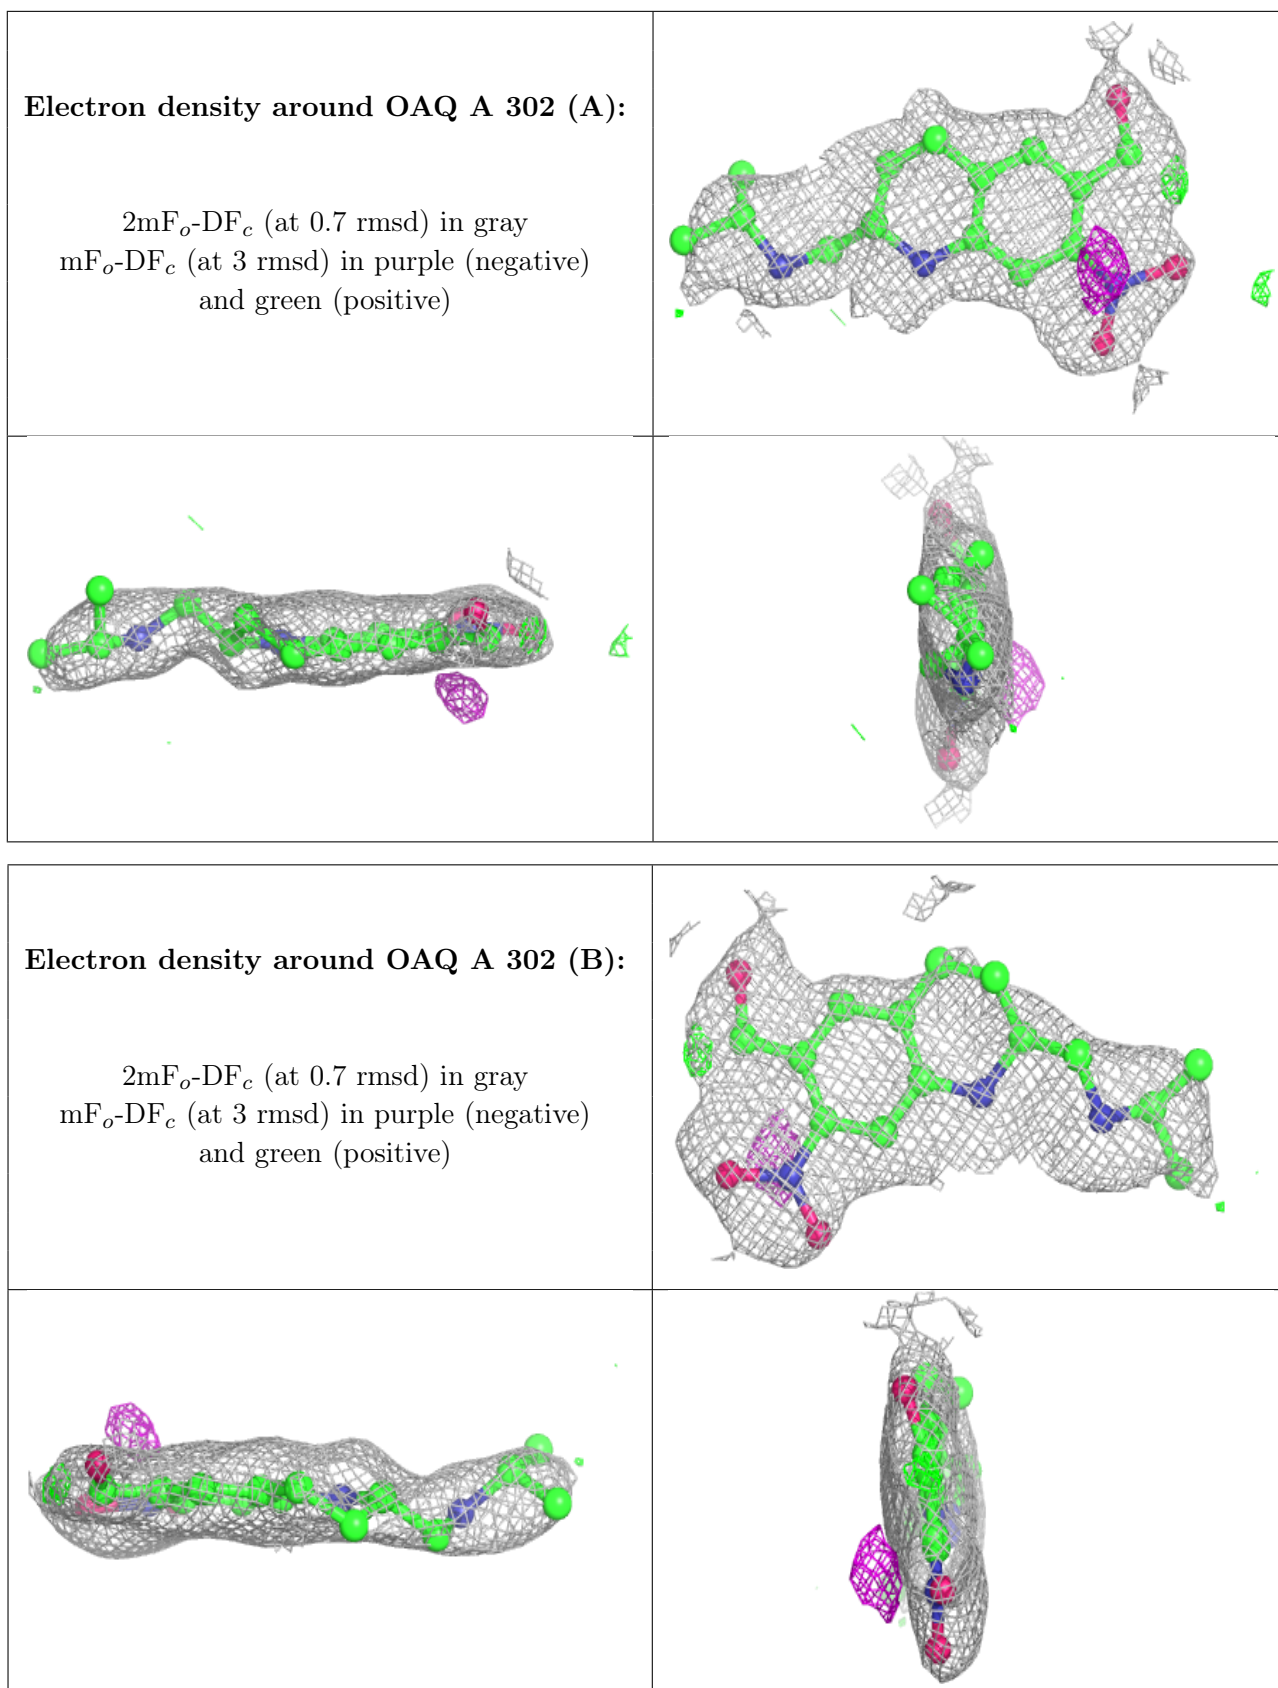 Electron density around OAQ A 302 (A):
2mFo-DFc (at 0.7 rmsd) in gray
mFo-DFc (at 3 rmsd) in purple (negative)
and green (positive)
Electron density around OAQ A 302 (B):
2mFo-DFc (at 0.7 rmsd) in gray
mFo-DFc (at 3 rmsd) in purple (negative)
and green (positive)